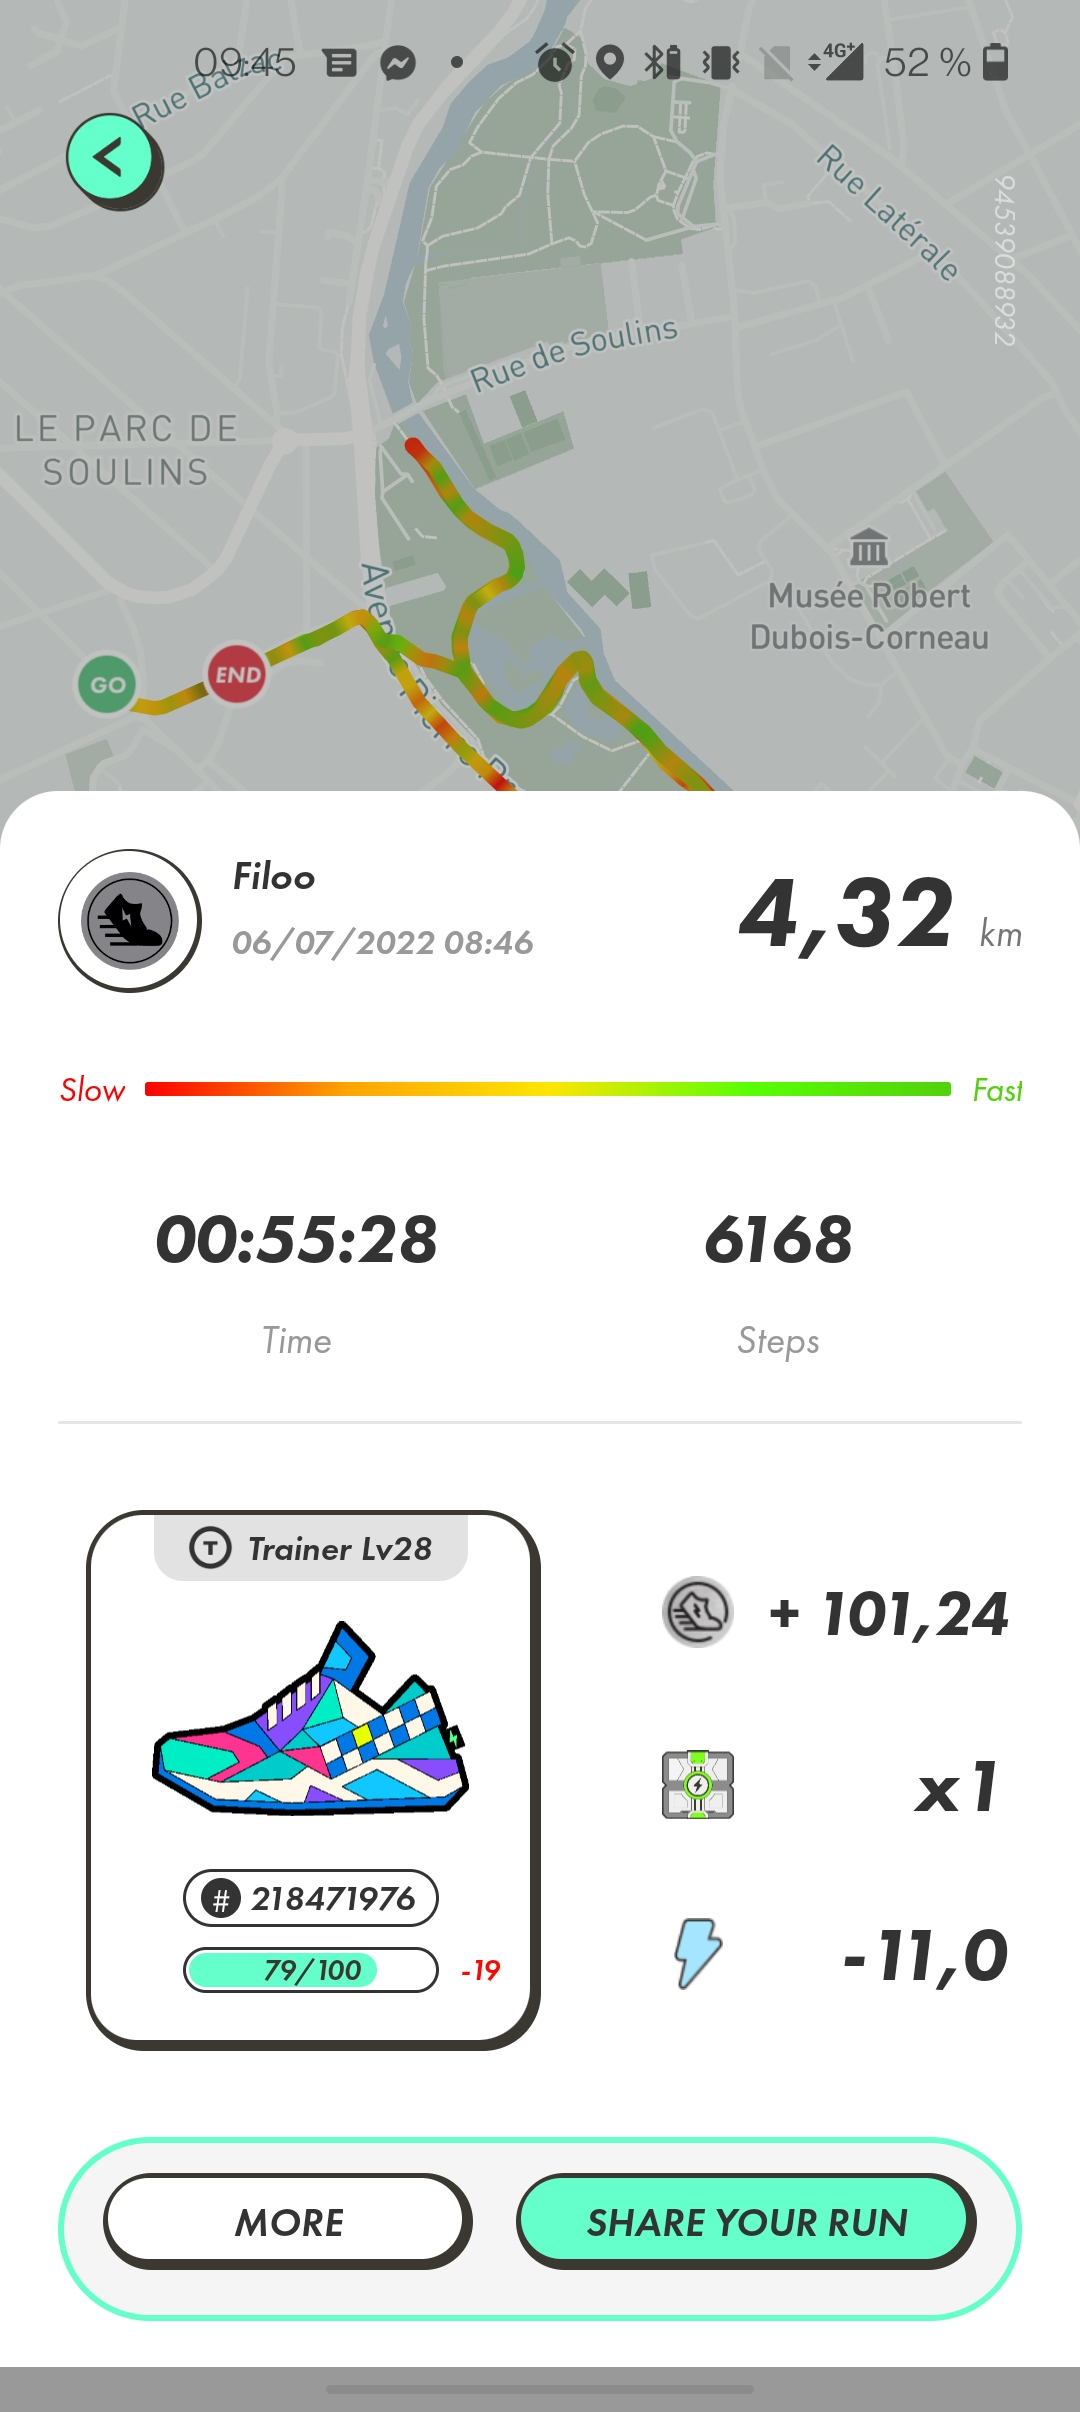 09:45
4G+
52 %
Rue Balzac
<
Rue Latérale
94539088932
Rue de Soulins
LE PARC DE
SOULINS
Musée Robert
Dubois-Corneau
GO
END
Filoo
06/07/2022 08:46
4,32 km
Slow
Fast
00:55:28
6168
Time
Steps
T Trainer Lv28
+ 101,24
x1
# 218471976
79/100
-19
-11,0
MORE
SHARE YOUR RUN